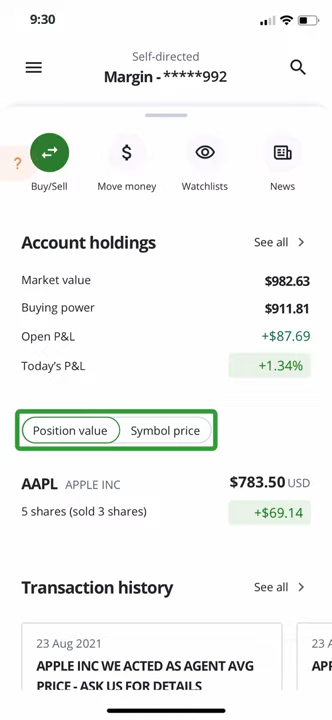 9:30
Self-directed
Margin - *****992
?
Buy/Sell
$
Move money
Watchlists
News
Account holdings
See all >
Market value $982.63
Buying power $911.81
Open P&L +$87.69
Today's P&L +1.34%
Position value Symbol price
AAPL APPLE INC $783.50 USD
5 shares (sold 3 shares) +$69.14
Transaction history See all >
23 Aug 2021 23 A
APPLE INC WE ACTED AS AGENT AVG APP
PRICE - ASK US FOR DETAILS